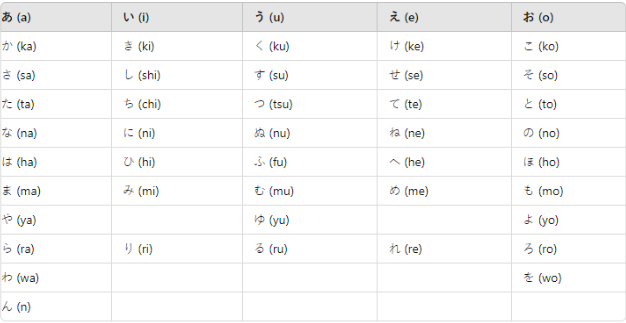 あ (a) い (i) う (u) え (e) お (o)
か (ka) き (ki) く (ku) け (ke) こ (ko)
さ (sa) し (shi) す (su) せ (se) そ (so)
た (ta) ち (chi) つ (tsu) て (te) と (to)
な (na) に (ni) ぬ (nu) ね (ne) の (no)
は (ha) ひ (hi) ふ (fu) へ (he) ほ (ho)
ま (ma) み (mi) む (mu) め (me) も (mo)
や (ya) ゆ (yu) よ (yo)
ら (ra) り (ri) る (ru) れ (re) ろ (ro)
わ (wa) を (wo)
ん (n)